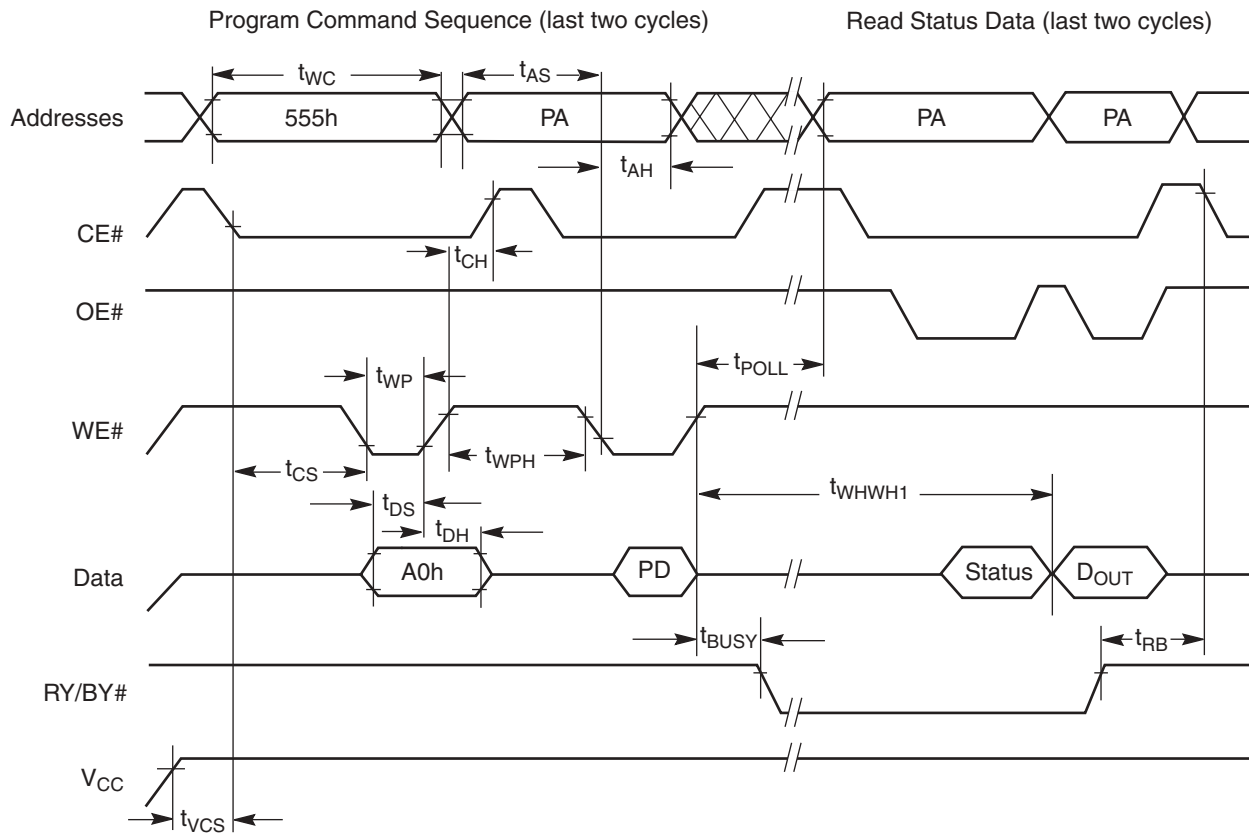 Program Command Sequence (last two cycles)
Read Status Data (last two cycles)
tWC
tAS
Addresses
555h
PA
PA
PA
tAH
CE#
tCH
OE#
tPOLL
tWP
WE#
tWPH
tCS
tWHWH1
tDS
tDH
Data
A0h
PD
Status
DOUT
tBUSY
tRB
RY/BY#
VCC
tVCS